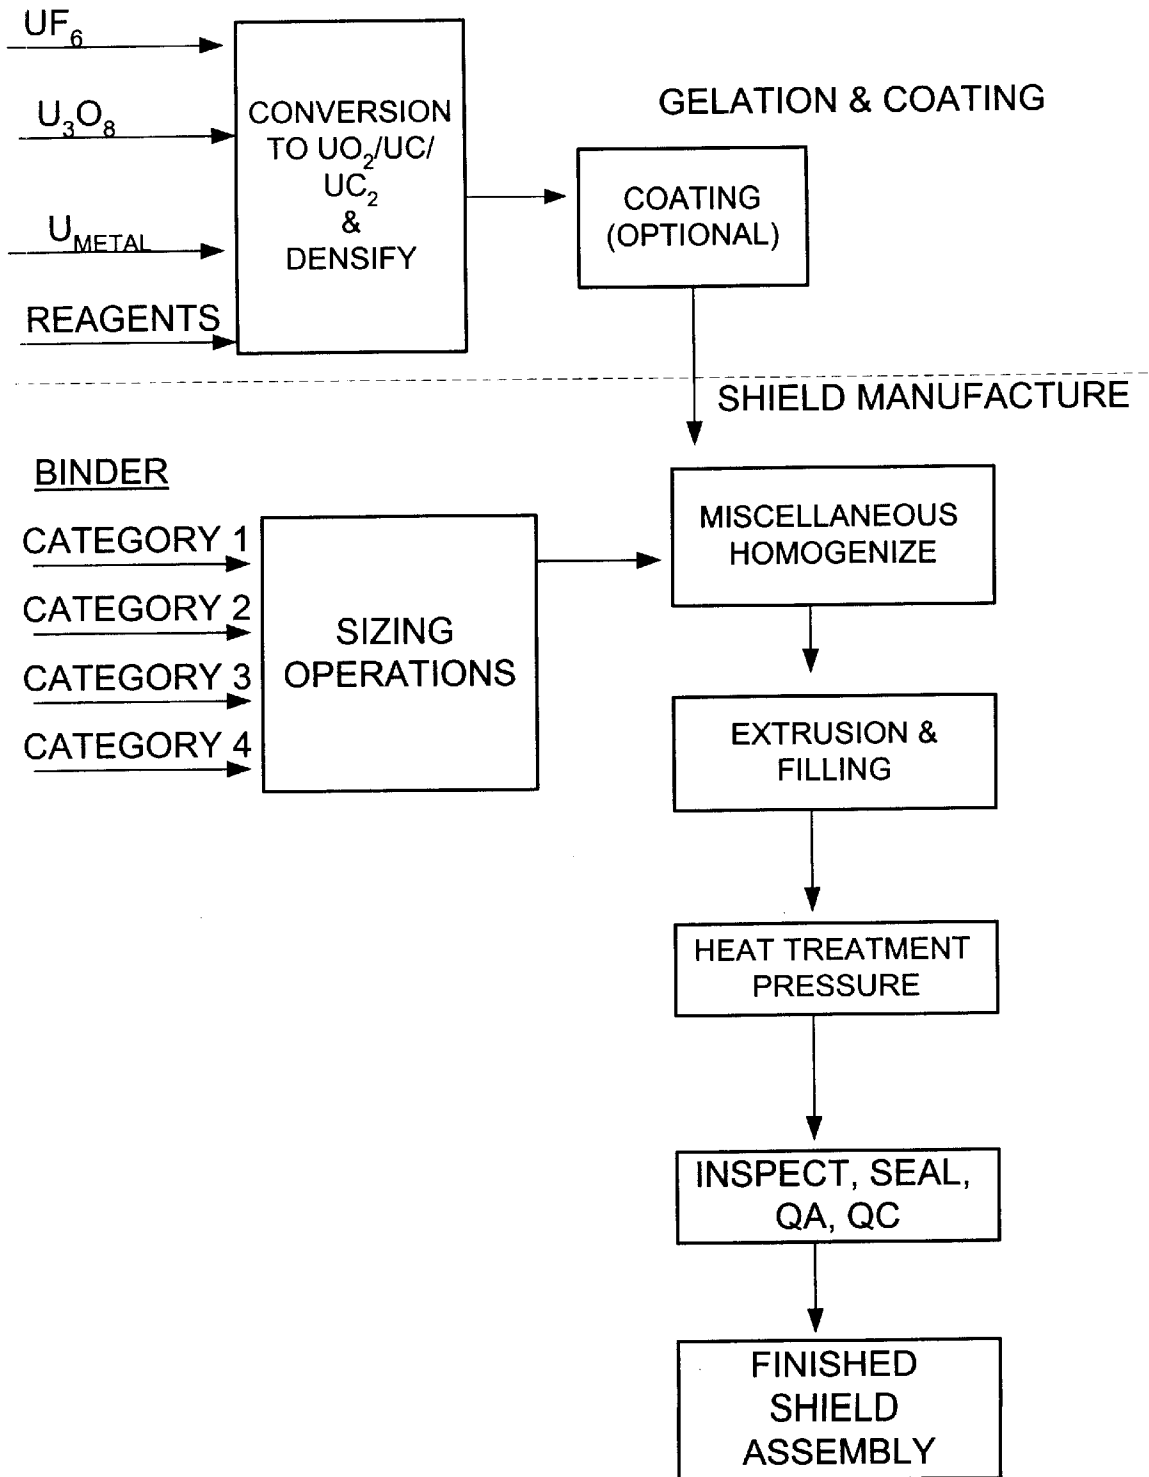 UF₆
U₃O₈
U_METAL
REAGENTS
CONVERSION
TO UO₂/UC/
UC₂
&
DENSIFY
GELATION & COATING
COATING
(OPTIONAL)
SHIELD MANUFACTURE
BINDER
CATEGORY 1
CATEGORY 2
CATEGORY 3
CATEGORY 4
SIZING
OPERATIONS
MISCELLANEOUS
HOMOGENIZE
EXTRUSION &
FILLING
HEAT TREATMENT
PRESSURE
INSPECT, SEAL,
QA, QC
FINISHED
SHIELD
ASSEMBLY